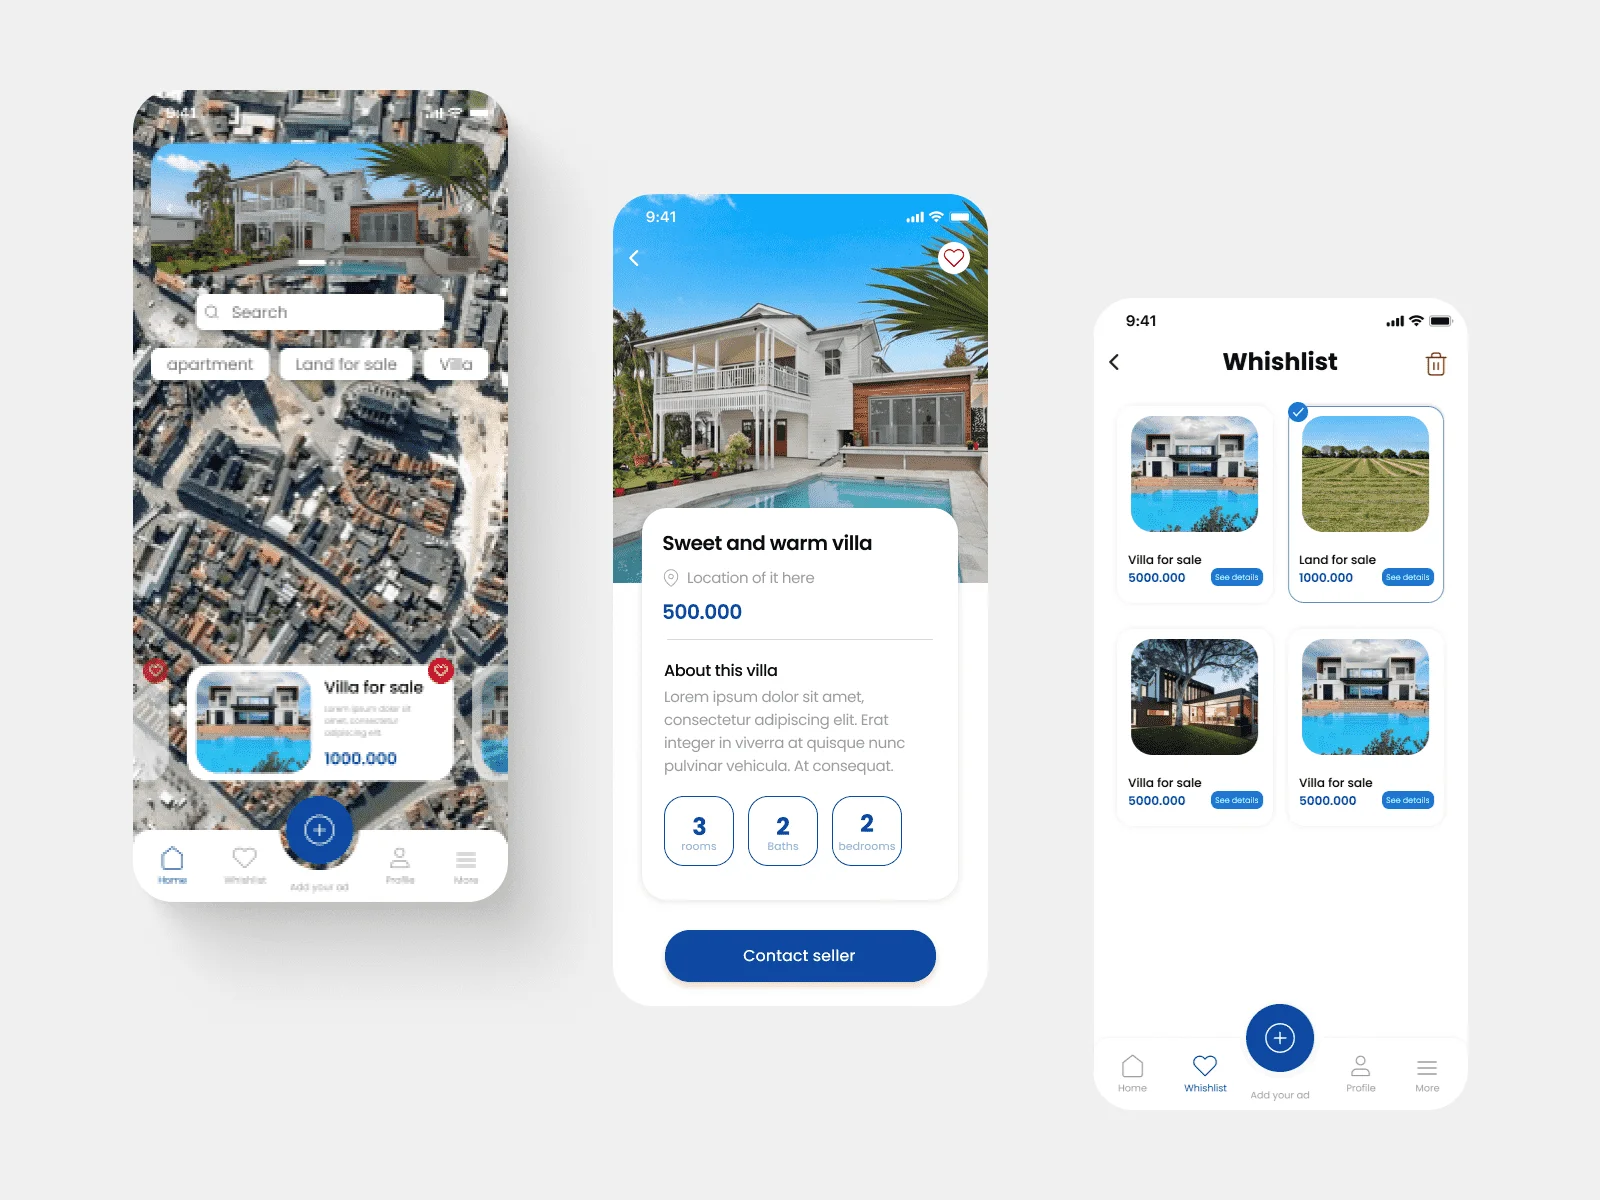 9:41
Search
apartment
Land for sale
Villa
Villa for sale
Lorem ipsum dolor sit
amet, consectetur
adipiscing elit.
1000.000
Home
Whishlist
Add your ad
Profile
More
9:41
Sweet and warm villa
Location of it here
500.000
About this villa
Lorem ipsum dolor sit amet,
consectetur adipiscing elit. Erat
integer in viverra at quisque nunc
pulvinar vehicula. At consequat.
3
rooms
2
Baths
2
bedrooms
Contact seller
9:41
Whishlist
Villa for sale
5000.000
See details
Land for sale
1000.000
See details
Villa for sale
5000.000
See details
Villa for sale
5000.000
See details
Home
Whishlist
Add your ad
Profile
More